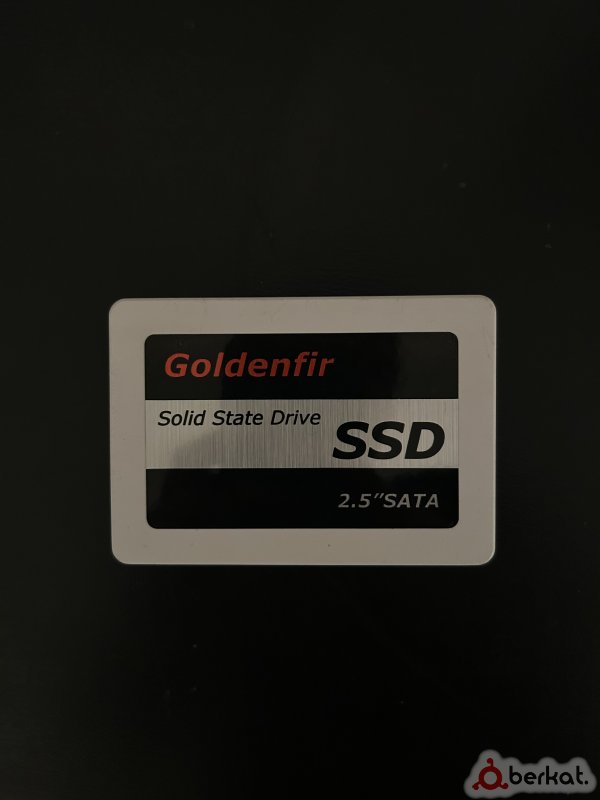 Goldenfir
Solid State Drive
SSD
2.5"SATA
berkat.